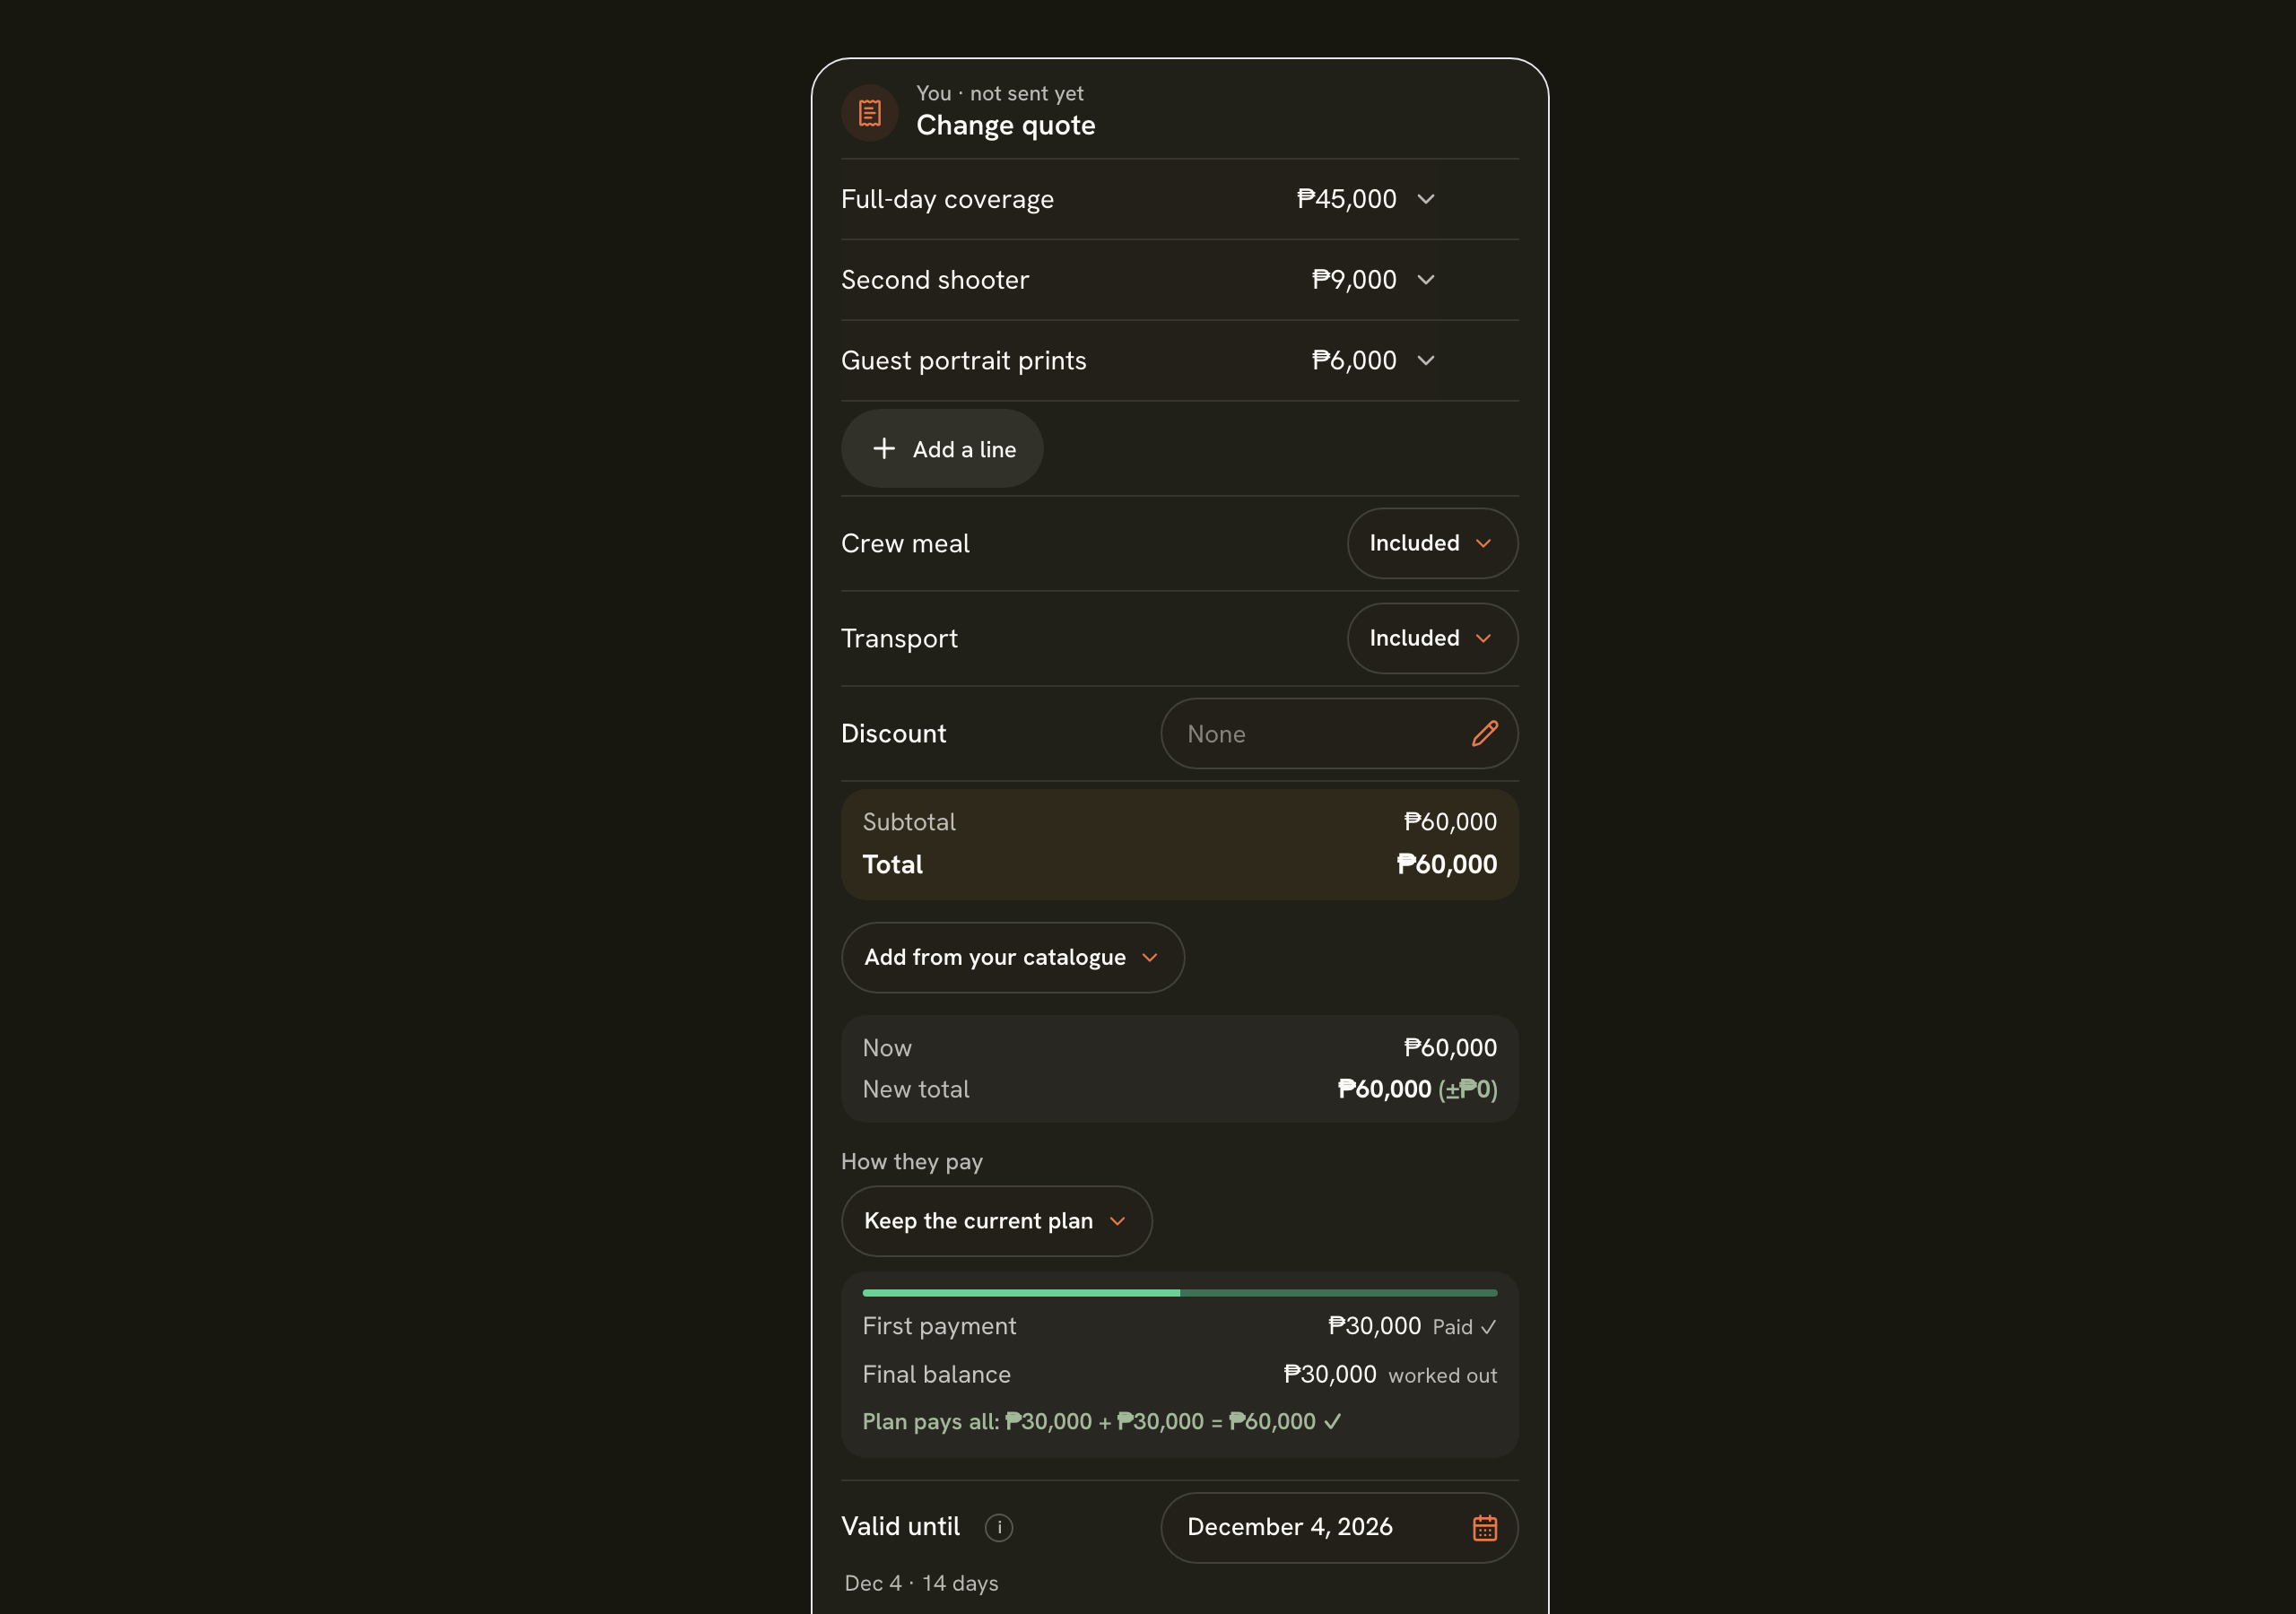 You · not sent yet
Change quote
Full-day coverage ₱45,000
Second shooter ₱9,000
Guest portrait prints ₱6,000
Add a line
Crew meal Included
Transport Included
Discount None
Subtotal ₱60,000
Total ₱60,000
Add from your catalogue
Now ₱60,000
New total ₱60,000 (±₱0)
How they pay
Keep the current plan
First payment ₱30,000 Paid ✓
Final balance ₱30,000 worked out
Plan pays all: ₱30,000 + ₱30,000 = ₱60,000 ✓
Valid until i December 4, 2026
Dec 4 · 14 days